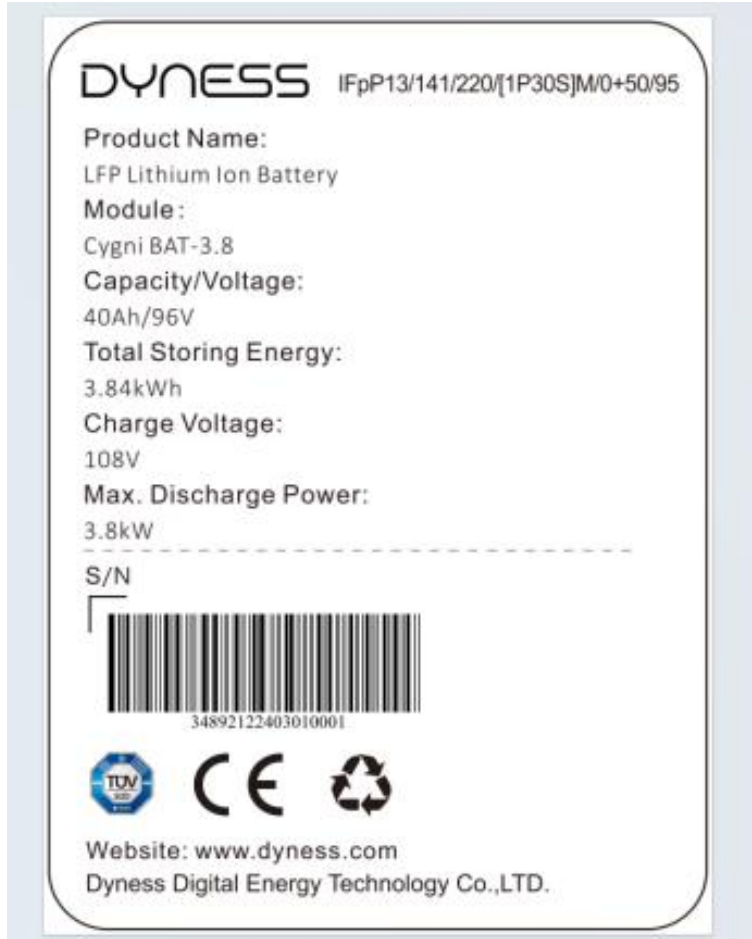 DYNESS IFpP13/141/220/[1P30S]M/0+50/95
Product Name:
LFP Lithium Ion Battery
Module:
Cygni BAT-3.8
Capacity/Voltage:
40Ah/96V
Total Storing Energy:
3.84kWh
Charge Voltage:
108V
Max. Discharge Power:
3.8kW
S/N
34892122403010001
TÜV
CE
Website: www.dyness.com
Dyness Digital Energy Technology Co.,LTD.